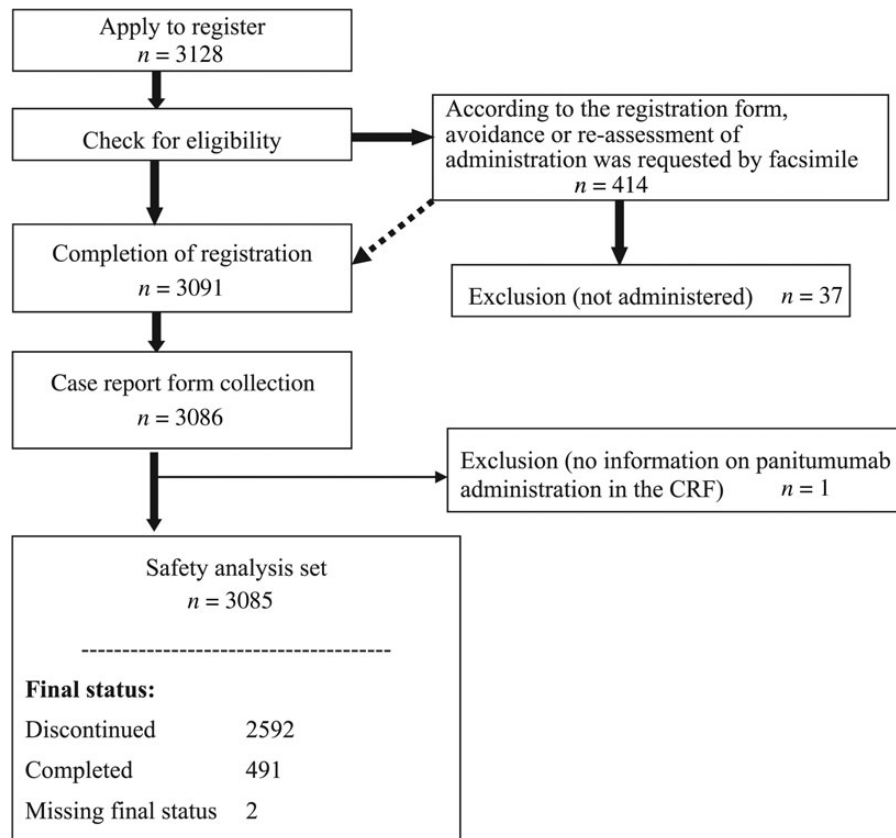 Apply to register
n = 3128
Check for eligibility
According to the registration form,
avoidance or re-assessment of
administration was requested by facsimile
n = 414
Completion of registration
n = 3091
Exclusion (not administered) n = 37
Case report form collection
n = 3086
Exclusion (no information on panitumumab
administration in the CRF) n = 1
Safety analysis set
n = 3085
-------------------------------------
Final status:
Discontinued 2592
Completed 491
Missing final status 2